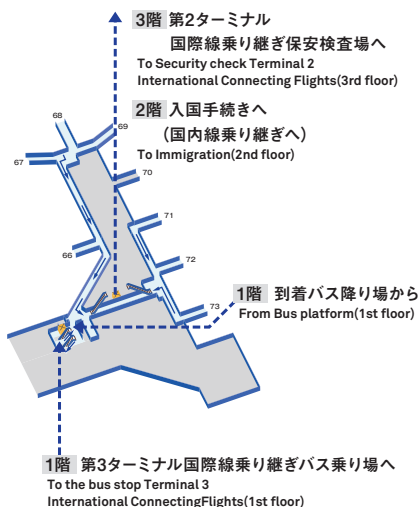 3階 第2ターミナル
国際線乗り継ぎ保安検査場へ
To Security check Terminal 2
International Connecting Flights(3rd floor)
2階 入国手続きへ
（国内線乗り継ぎへ）
To Immigration(2nd floor)
68
69
67
70
71
66
72
73
1階 到着バス降り場から
From Bus platform(1st floor)
1階 第3ターミナル国際線乗り継ぎバス乗り場へ
To the bus stop Terminal 3
International ConnectingFlights(1st floor)